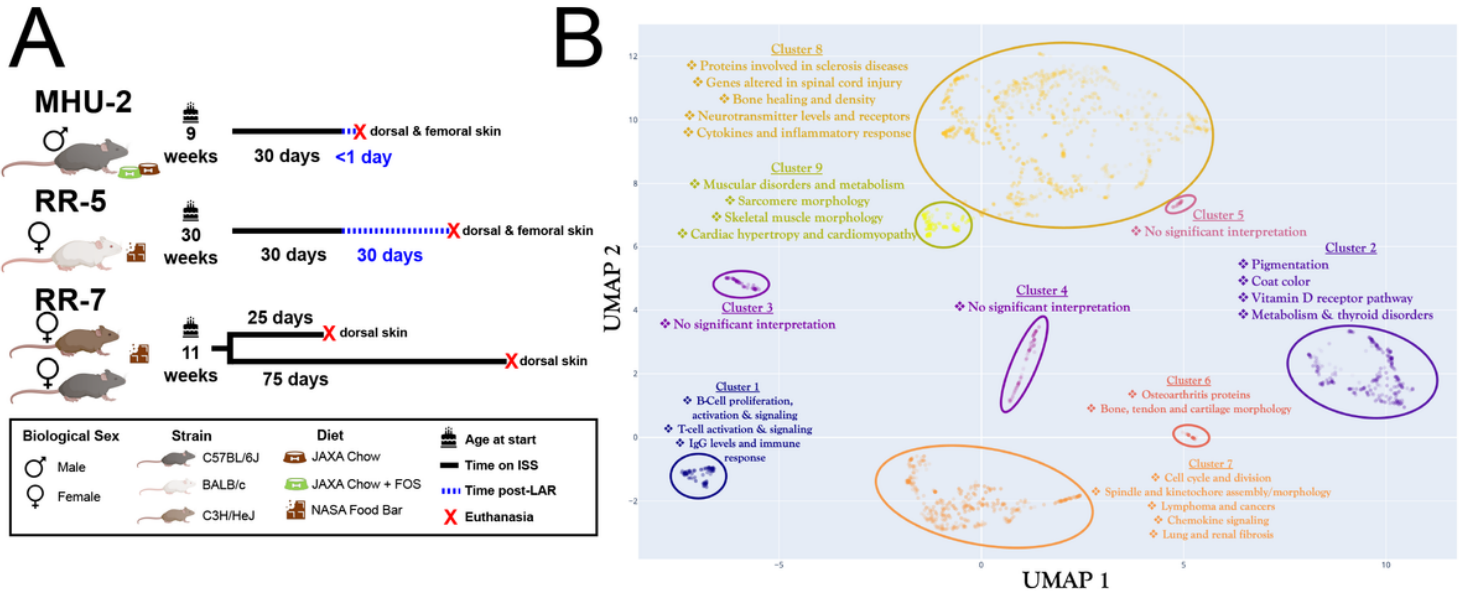 A
MHU-2
9
weeks
30 days
<1 day
dorsal & femoral skin
RR-5
30
weeks
30 days
30 days
dorsal & femoral skin
RR-7
11
weeks
25 days
dorsal skin
75 days
dorsal skin
Biological Sex
Male
Female
Strain
C57BL/6J
BALB/c
C3H/HeJ
Diet
JAXA Chow
JAXA Chow + FOS
NASA Food Bar
Age at start
Time on ISS
Time post-LAR
X Euthanasia
B
Cluster 8
❖ Proteins involved in sclerosis diseases
❖ Genes altered in spinal cord injury
❖ Bone healing and density
❖ Neurotransmitter levels and receptors
❖ Cytokines and inflammatory response
Cluster 9
❖ Muscular disorders and metabolism
❖ Sarcomere morphology
❖ Skeletal muscle morphology
❖ Cardiac hypertropy and cardiomyopathy
Cluster 5
❖ No significant interpretation
Cluster 2
❖ Pigmentation
❖ Coat color
❖ Vitamin D receptor pathway
❖ Metabolism & thyroid disorders
Cluster 3
❖ No significant interpretation
Cluster 4
❖ No significant interpretation
Cluster 1
❖ B-Cell proliferation,
activation & signaling
❖ T-cell activation & signaling
❖ IgG levels and immune
response
Cluster 6
❖ Osteoarthritis proteins
❖ Bone, tendon and cartilage morphology
Cluster 7
❖ Cell cycle and division
❖ Spindle and kinetochore assembly/morphology
❖ Lymphoma and cancers
❖ Chemokine signaling
❖ Lung and renal fibrosis
12
10
8
6
4
2
0
−2
−5
0
5
10
UMAP 2
UMAP 1